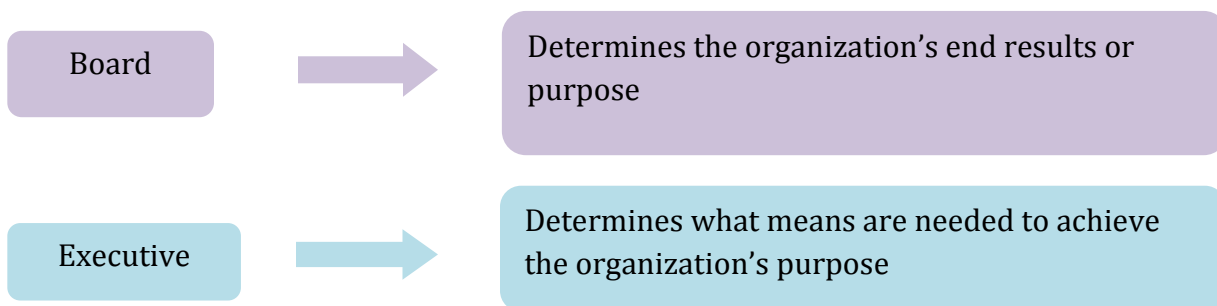 Board
Determines the organization’s end results or
purpose
Executive
Determines what means are needed to achieve
the organization’s purpose